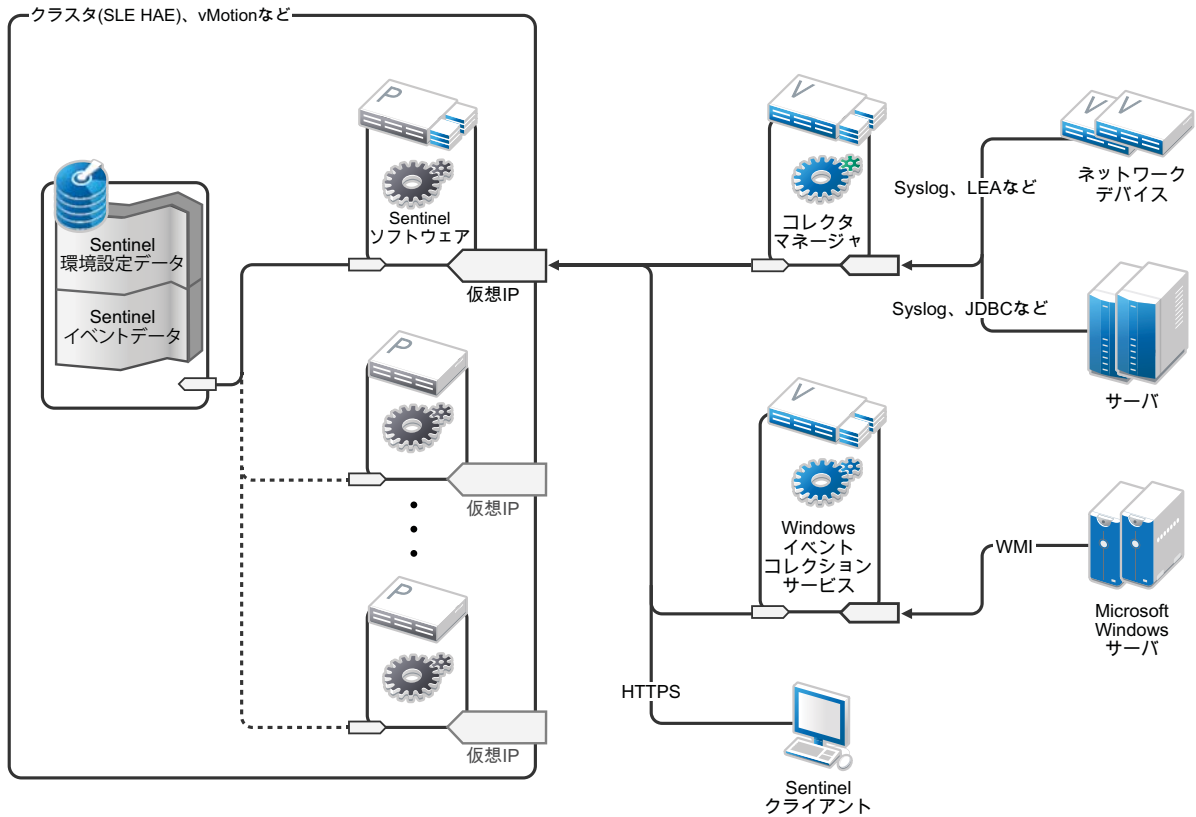 クラスタ(SLE HAE)、vMotionなど
P
Sentinel
ソフトウェア
仮想IP
Sentinel
環境設定データ
Sentinel
イベントデータ
P
仮想IP
P
仮想IP
V
コレクタ
マネージャ
Syslog、LEAなど
V
V
ネットワーク
デバイス
Syslog、JDBCなど
サーバ
V
Windows
イベント
コレクション
サービス
WMI
Microsoft
Windows
サーバ
HTTPS
Sentinel
クライアント